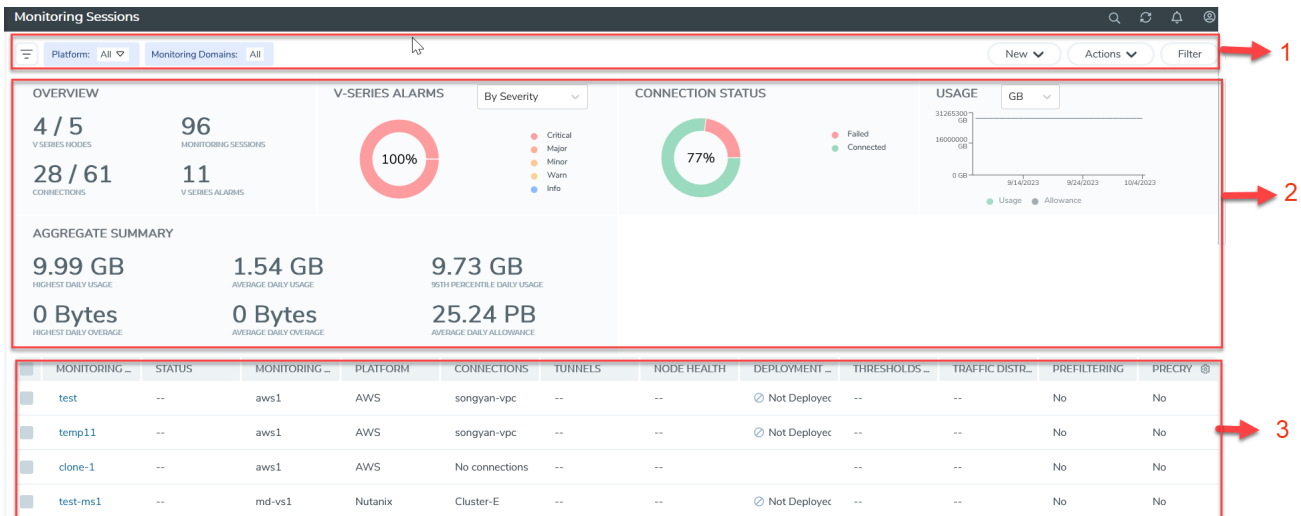 Monitoring Sessions
Platform: All Monitoring Domains: All New Actions Filter 1
OVERVIEW V-SERIES ALARMS By Severity CONNECTION STATUS USAGE GB
4 / 5 96
V SERIES NODES MONITORING SESSIONS
28 / 61 11
CONNECTIONS V SERIES ALARMS
100%
Critical
Major
Minor
Warn
Info
77%
Failed
Connected
31265300 GB
16000000 GB
0 GB
9/14/2023 9/24/2023 10/4/2023
Usage Allowance
2
AGGREGATE SUMMARY
9.99 GB 1.54 GB 9.73 GB
HIGHEST DAILY USAGE AVERAGE DAILY USAGE 95TH PERCENTILE DAILY USAGE
0 Bytes 0 Bytes 25.24 PB
HIGHEST DAILY OVERAGE AVERAGE DAILY OVERAGE AVERAGE DAILY ALLOWANCE
MONITORING ... STATUS MONITORING ... PLATFORM CONNECTIONS TUNNELS NODE HEALTH DEPLOYMENT ... THRESHOLDS ... TRAFFIC DISTR... PREFILTERING PRECRY
test -- aws1 AWS songyan-vpc -- -- Not Deployed -- -- No No
temp11 -- aws1 AWS songyan-vpc -- -- Not Deployed -- -- No No
3
clone-1 -- aws1 AWS No connections -- -- Not Deployed -- -- No No
test-ms1 -- md-vs1 Nutanix Cluster-E -- -- Not Deployed -- -- No No